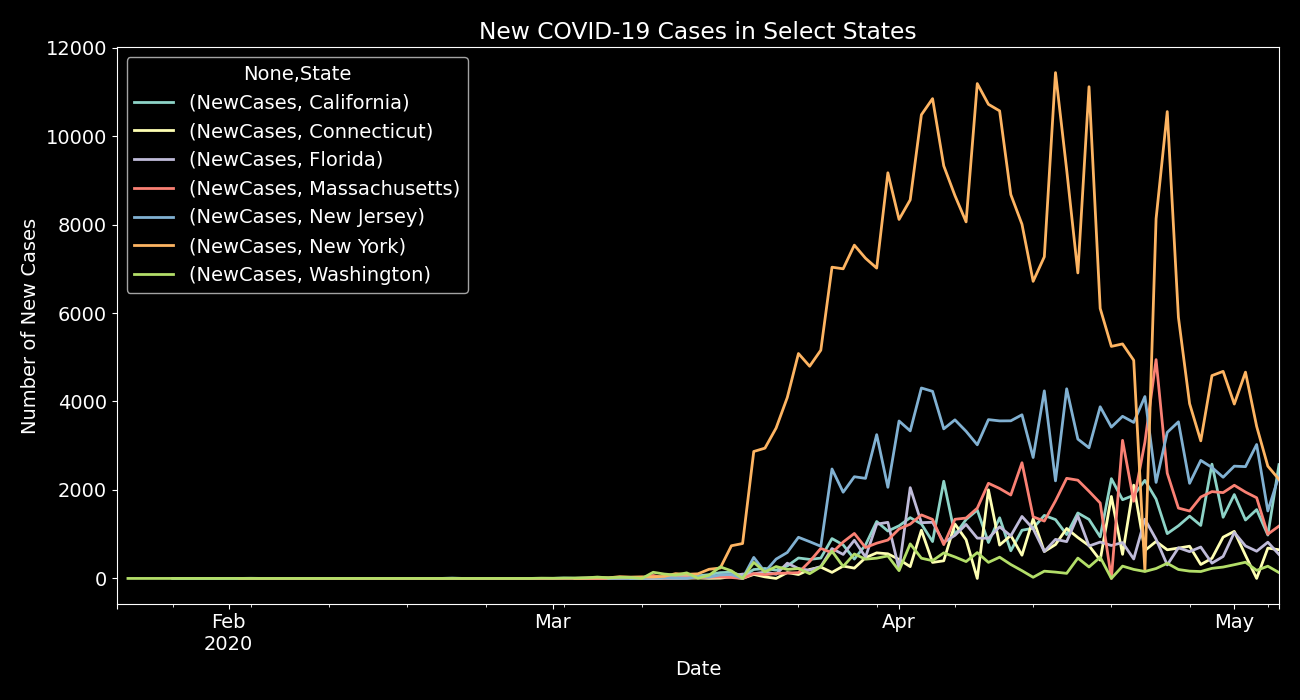 New COVID-19 Cases in Select States
12000
10000
8000
6000
4000
2000
0
Number of New Cases
None,State
(NewCases, California)
(NewCases, Connecticut)
(NewCases, Florida)
(NewCases, Massachusetts)
(NewCases, New Jersey)
(NewCases, New York)
(NewCases, Washington)
Feb Mar Apr May
2020
Date